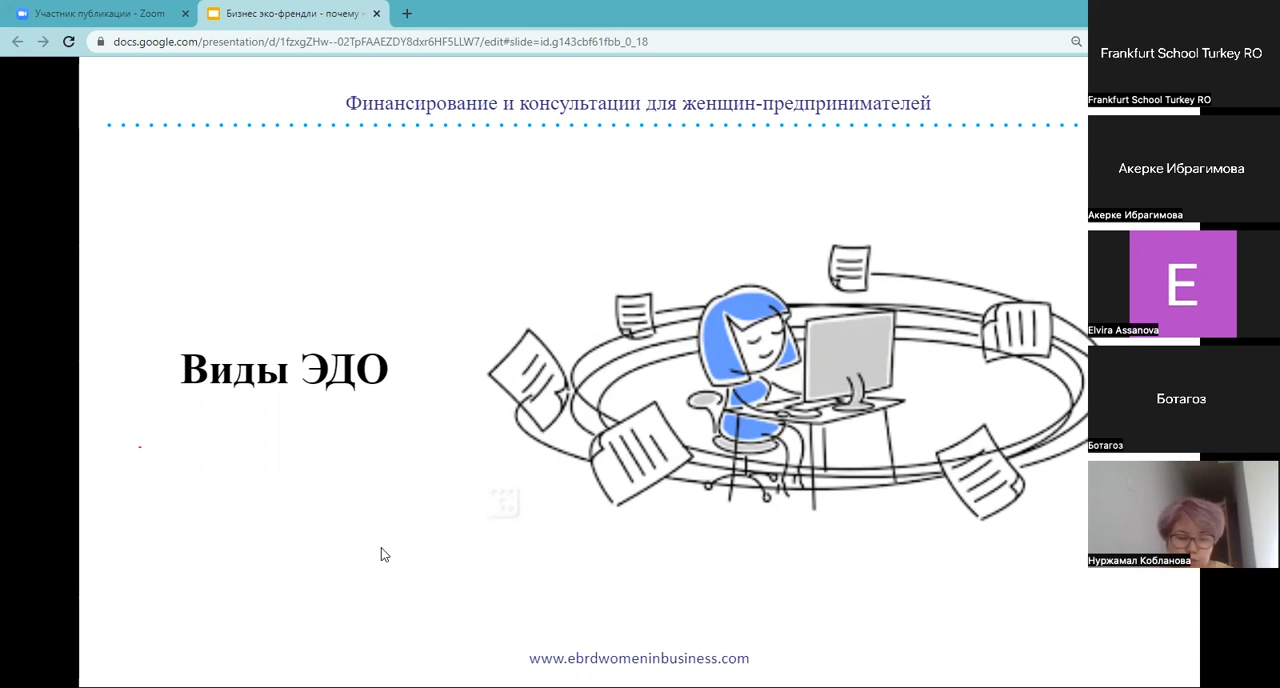 Участник публикации - Zoom
Бизнес эко-френдли - почему
docs.google.com/presentation/d/1fzxgZHw--02TpFAAEZDY8dxr6HF5LLW7/edit#slide=id.g143cbf61fbb_0_18
Финансирование и консультации для женщин-предпринимателей
Виды ЭДО
www.ebrdwomeninbusiness.com
Frankfurt School Turkey RO
Frankfurt School Turkey RO
Акерке Ибрагимова
Акерке Ибрагимова
E
Elvira Assanova
Ботагоз
Ботагоз
Нуржамал Кобланова